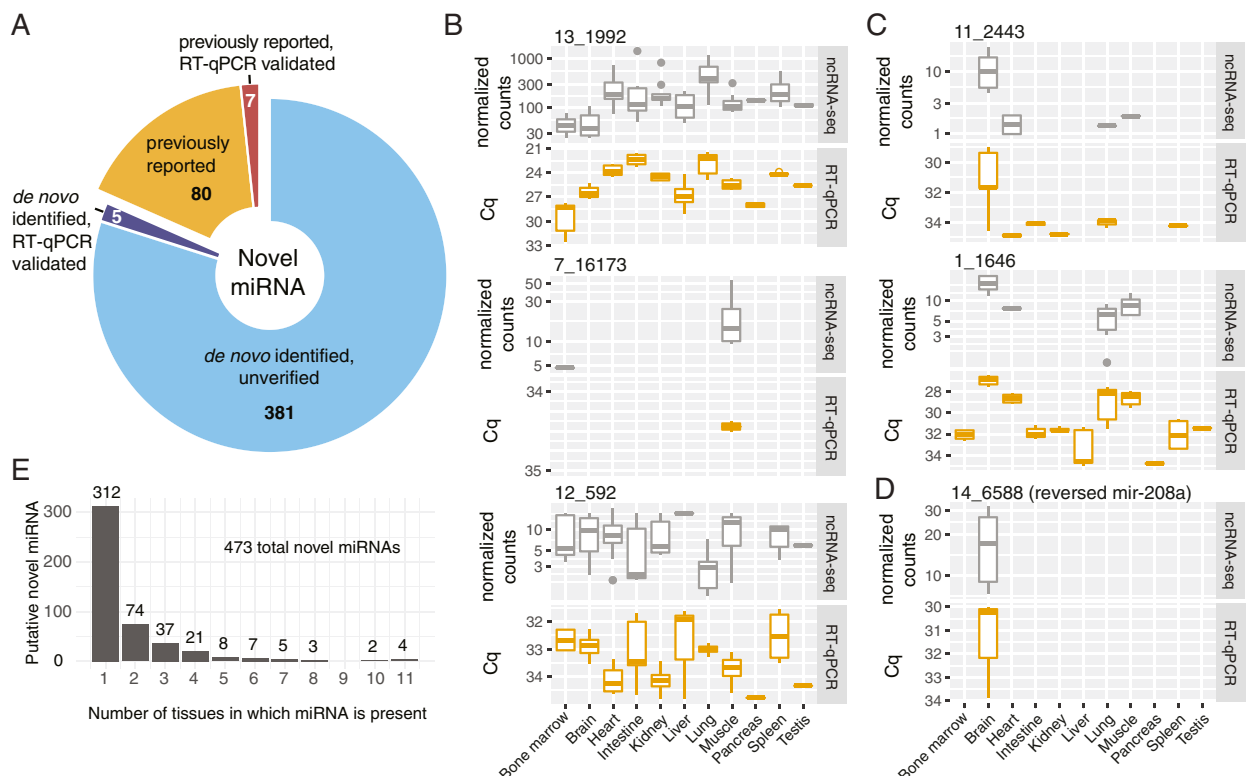 A
previously reported,
RT-qPCR validated
7
previously
reported
80
de novo
identified,
RT-qPCR
validated
5
Novel
miRNA
de novo identified,
unverified
381
B
13_1992
normalized
counts
1000
300
100
30
ncRNA-seq
Cq
21
24
27
30
33
RT-qPCR
7_16173
normalized
counts
50
30
10
5
ncRNA-seq
Cq
34
35
RT-qPCR
12_592
normalized
counts
10
5
3
ncRNA-seq
Cq
32
33
34
RT-qPCR
Bone marrow
Brain
Heart
Intestine
Kidney
Liver
Lung
Muscle
Pancreas
Spleen
Testis
C
11_2443
normalized
counts
10
3
1
ncRNA-seq
Cq
30
32
34
RT-qPCR
1_1646
normalized
counts
10
5
3
ncRNA-seq
Cq
28
30
32
34
RT-qPCR
D
14_6588 (reversed mir-208a)
normalized
counts
30
20
10
ncRNA-seq
Cq
30
31
32
33
34
RT-qPCR
Bone marrow
Brain
Heart
Intestine
Kidney
Liver
Lung
Muscle
Pancreas
Spleen
Testis
E
Putative novel miRNA
300
200
100
0
312
74
37
21
8
7
5
3
2
4
473 total novel miRNAs
1 2 3 4 5 6 7 8 9 10 11
Number of tissues in which miRNA is present